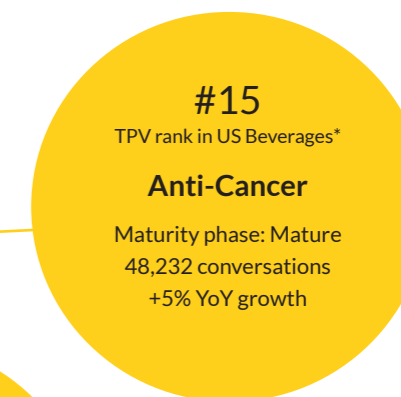 #15
TPV rank in US Beverages*
Anti-Cancer
Maturity phase: Mature
48,232 conversations
+5% YoY growth